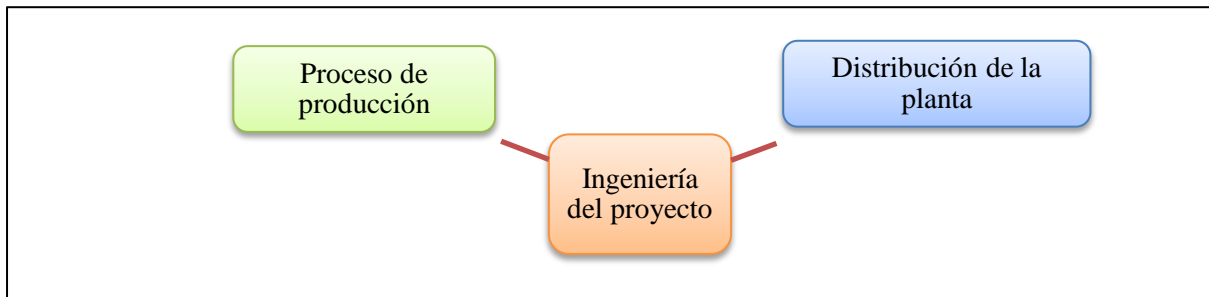 Proceso de
producción
Distribución de la
planta
Ingeniería
del proyecto